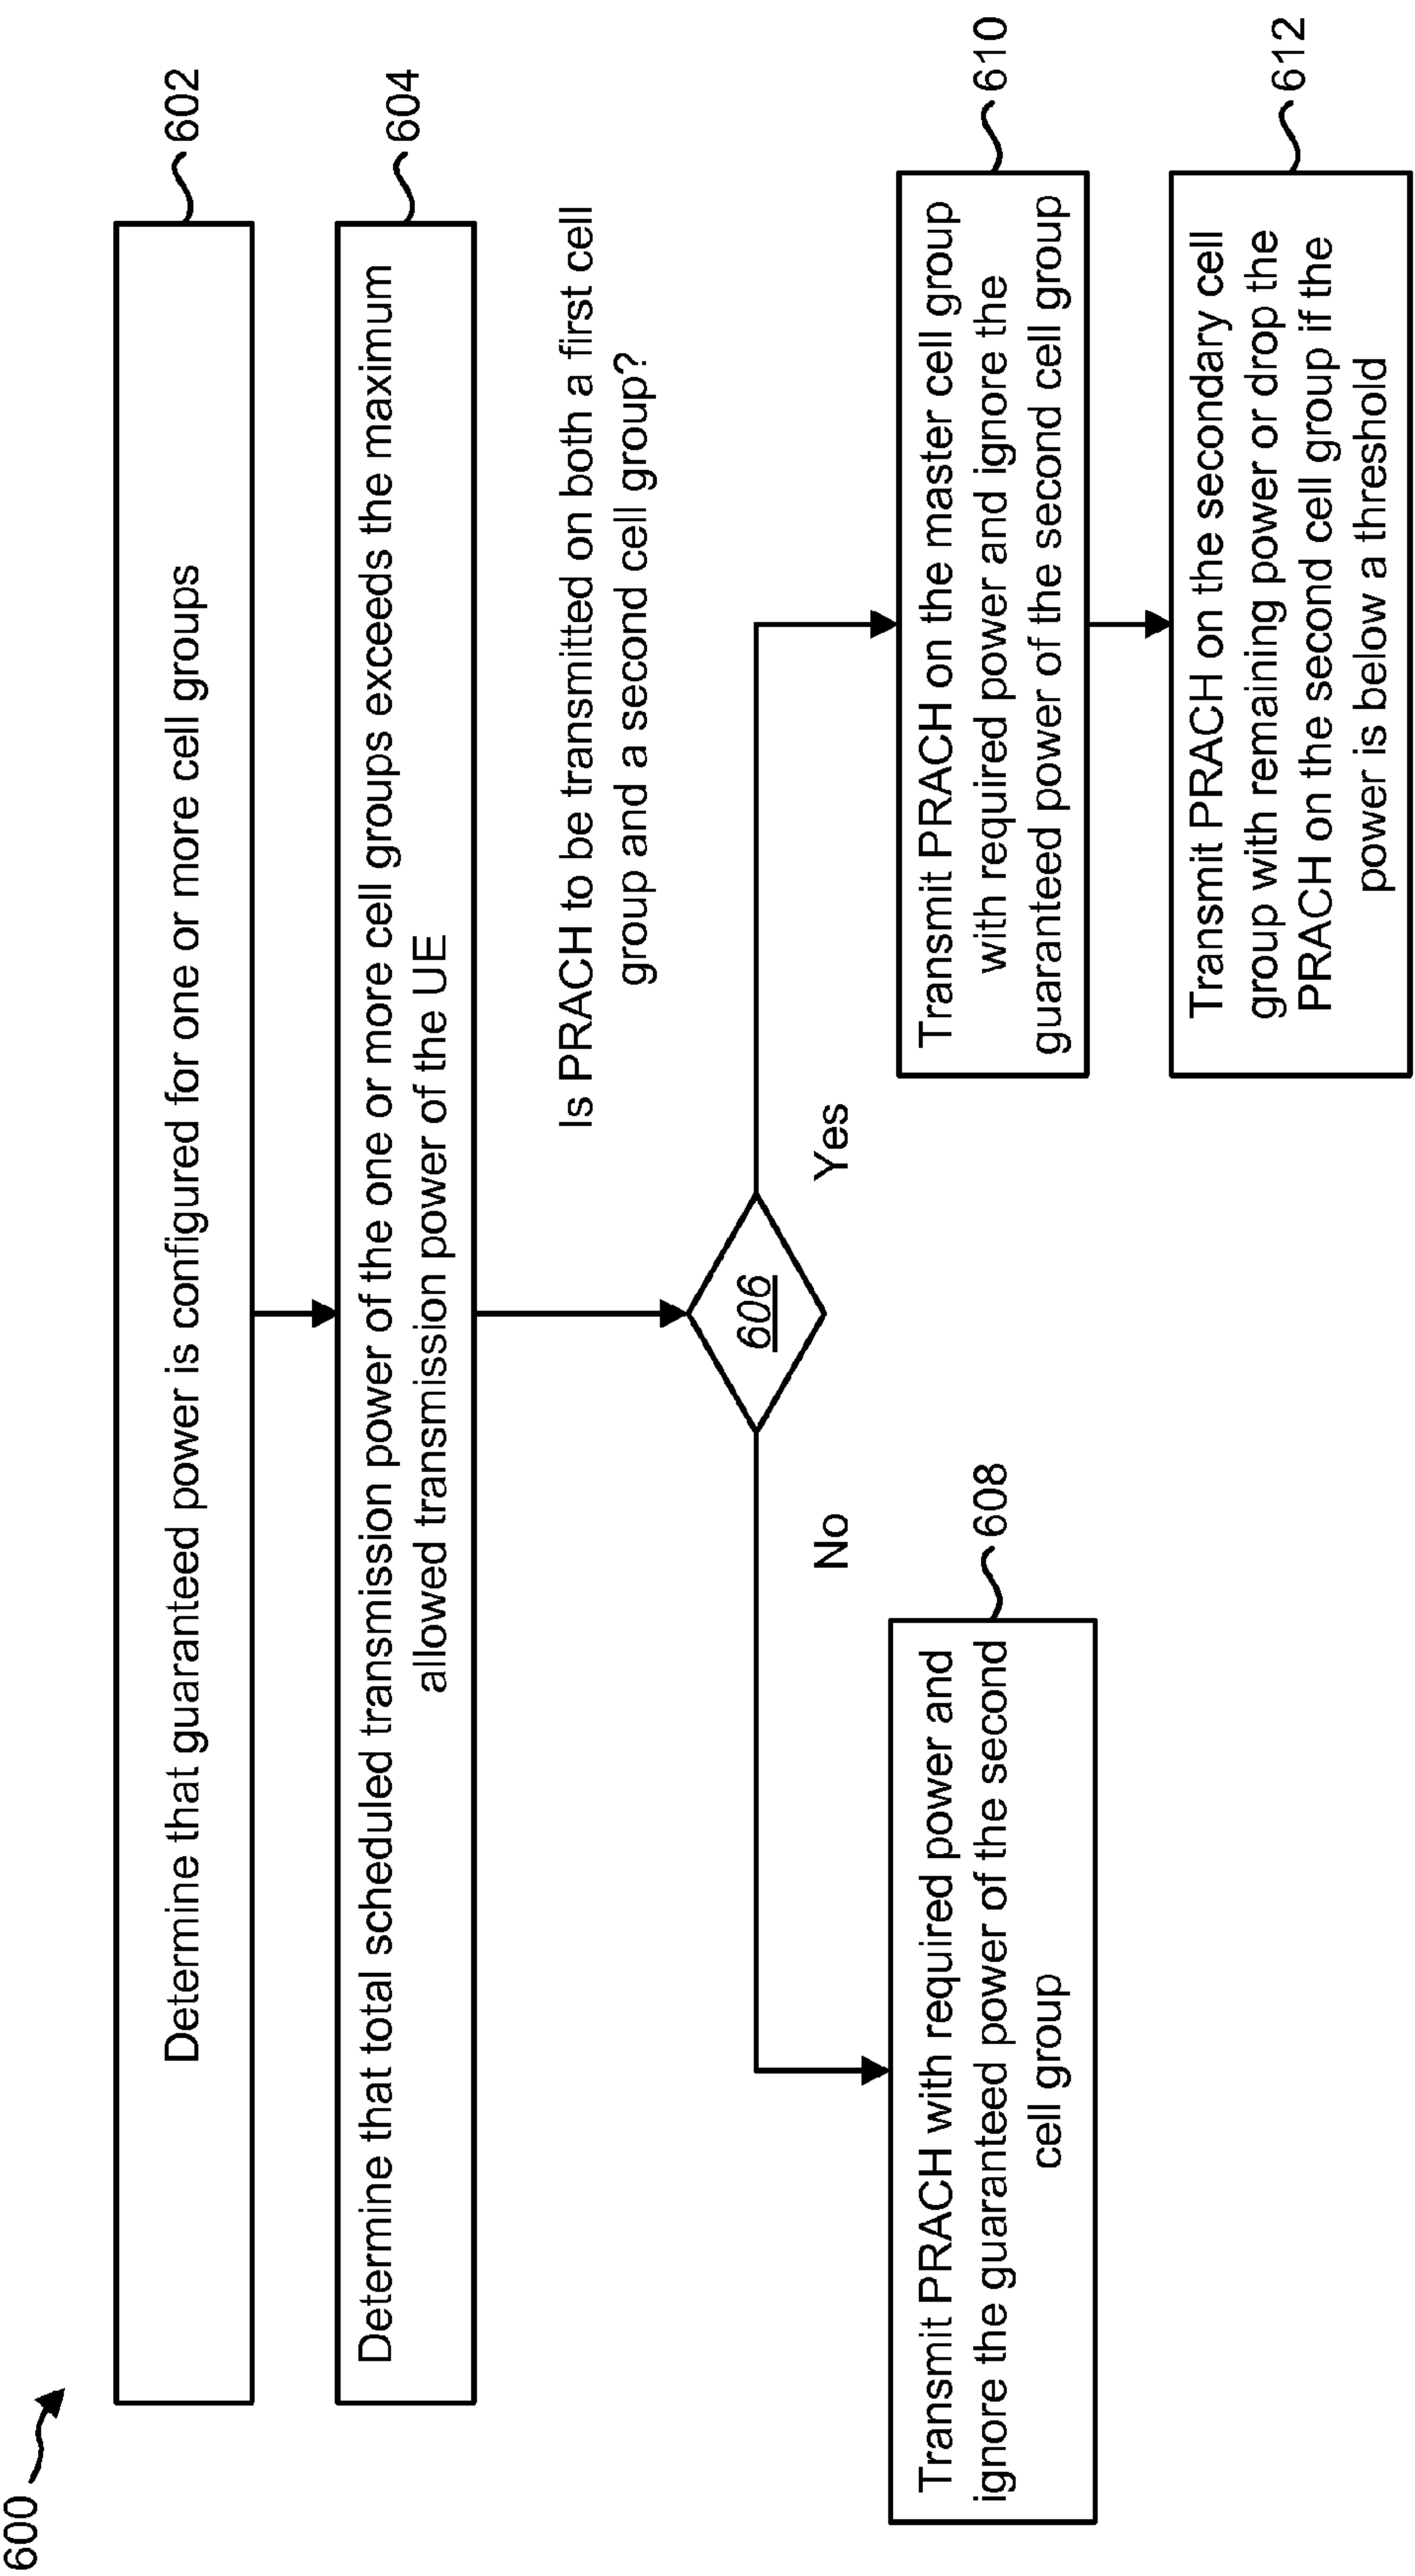 600
Determine that guaranteed power is configured for one or more cell groups
602
Determine that total scheduled transmission power of the one or more cell groups exceeds the maximum
allowed transmission power of the UE
604
Is PRACH to be transmitted on both a first cell
group and a second cell group?
606
No
Yes
Transmit PRACH with required power and
ignore the guaranteed power of the second
cell group
608
Transmit PRACH on the master cell group
with required power and ignore the
guaranteed power of the second cell group
610
Transmit PRACH on the secondary cell
group with remaining power or drop the
PRACH on the second cell group if the
power is below a threshold
612